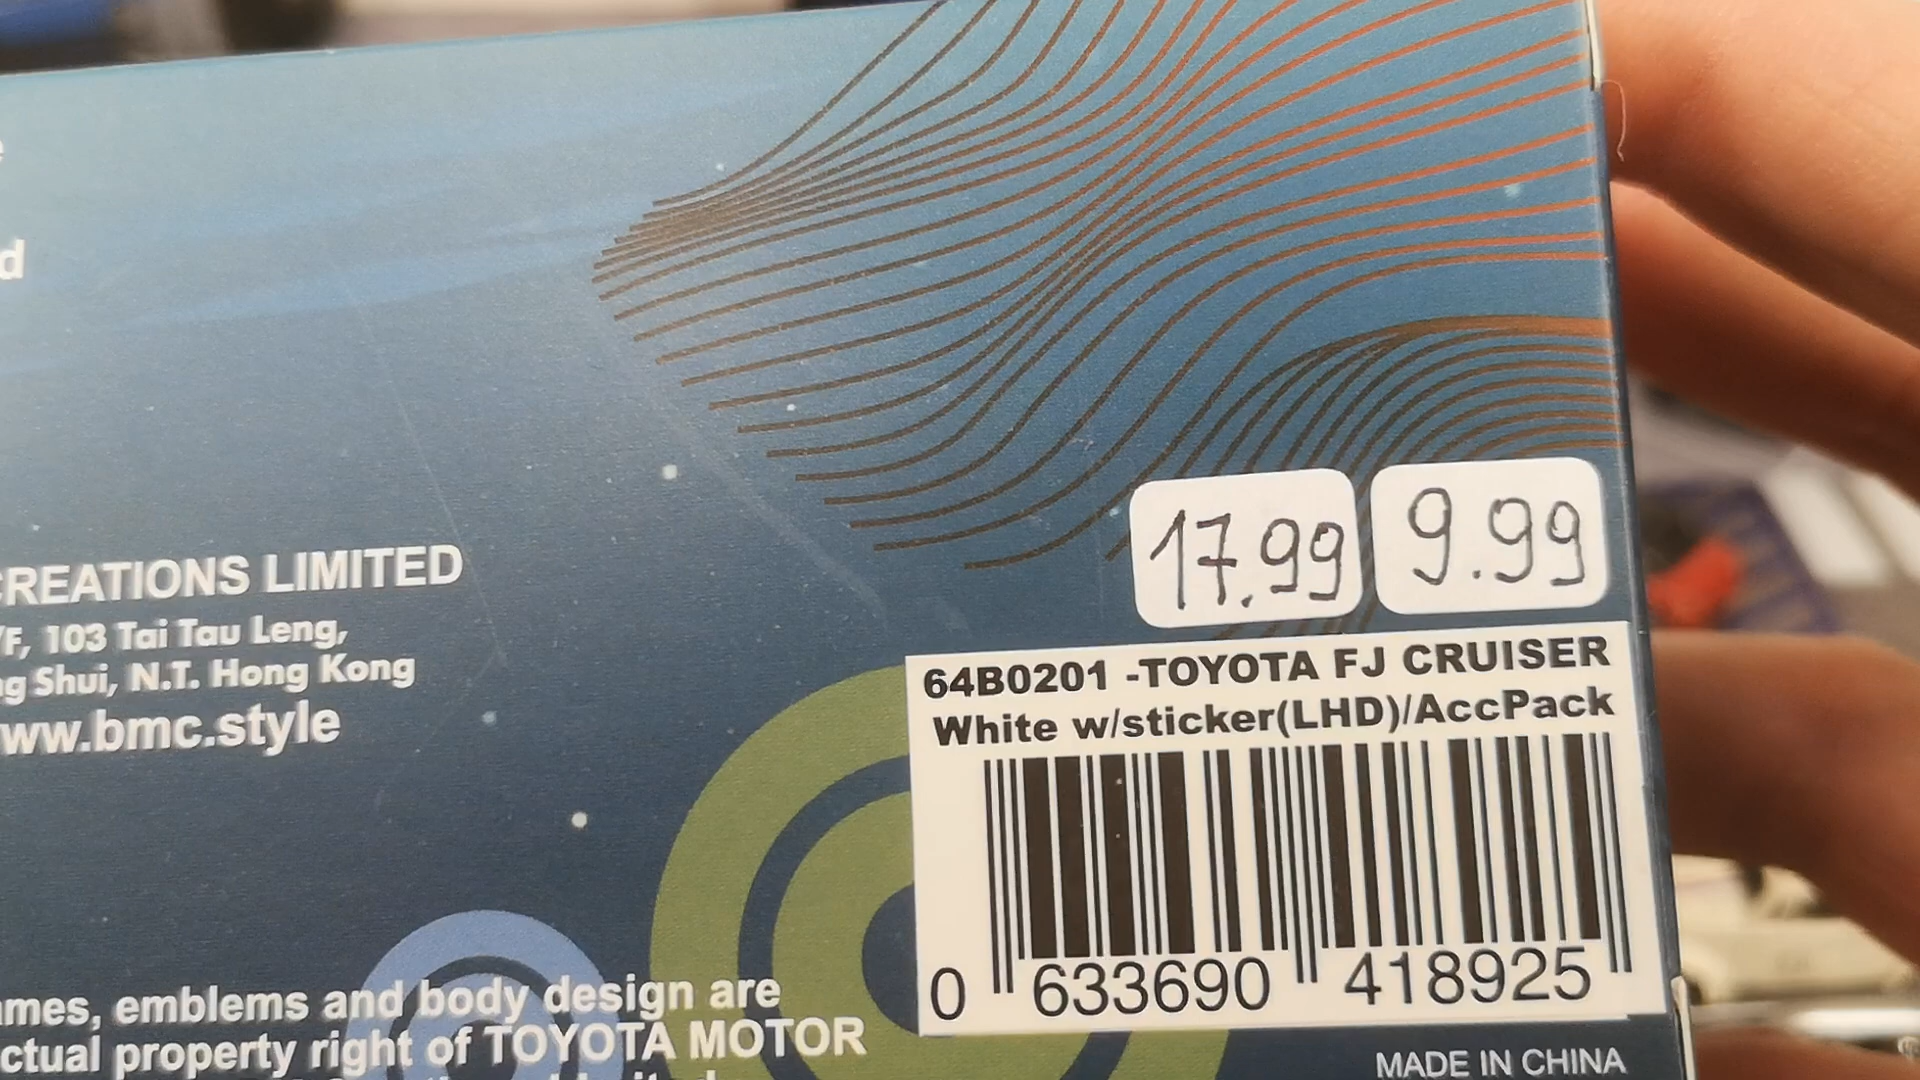 d
CREATIONS LIMITED
/F, 103 Tai Tau Leng,
ng Shui, N.T. Hong Kong
ww.bmc.style
17.99
9.99
64B0201 -TOYOTA FJ CRUISER
White w/sticker(LHD)/AccPack
0 633690 418925
ames, emblems and body design are
ctual property right of TOYOTA MOTOR
MADE IN CHINA